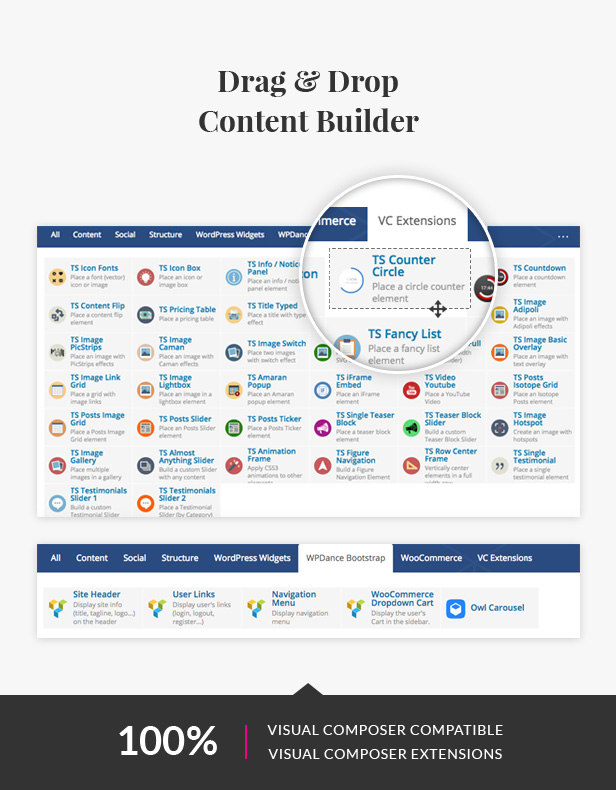 Drag & Drop
Content Builder
All Content Social Structure WordPress Widgets WPDanc
merce VC Extensions
...
TS Counter
Circle
Place a circle counter
element
TS Fancy List
Place a fancy list
element
TS Icon Fonts
Place a font (vector)
icon or image
TS Icon Box
Place an icon or
image box
TS Info / Notice
Panel
Place an info / notic
panel element
con
TS Countdown
Place a countdown
element
17:44
TS Content Flip
Place a content flip
element
TS Pricing Table
Place a pricing table
TS Title Typed
Place a title with type
effect
TS Image
Adipoli
Place an image with
Adipoli effects
TS Image
PicStrips
Place an image with
PicStrips effects
TS Image
Caman
Place an image with
Caman effects
TS Image Switch
Place two images
with switch effect
Full
TS Image Basic
Overlay
Place an image with
text overlay
TS Image Link
Grid
Place a grid with
image links
TS Image
Lightbox
Place an image in a
lightbox element
TS Amaran
Popup
Place an Amaran
popup element
TS iFrame
Embed
Place an iFrame
element
TS Video
Youtube
Place a YouTube
Video
TS Posts
Isotope Grid
Place an Isotope
Posts element
TS Posts Image
Grid
Place a Posts Image
Grid element
TS Posts Slider
Place an Posts Slider
element
TS Posts Ticker
Place a Posts Ticker
element
TS Single Teaser
Block
Place a teaser block
element
TS Teaser Block
Slider
Build a custom
Teaser Block Slider
TS Image
Hotspot
Create an image with
hotspots
TS Image
Gallery
Place multiple
images in a gallery
TS Almost
Anything Slider
Build a custom Slider
with any content
TS Animation
Frame
Apply CSS3
animations to other
elements
TS Figure
Navigation
Build a Figure
Navigation Element
TS Row Center
Frame
Vertically center
elements in a full
TS Single
Testimonial
Place a single
testimonial element
TS Testimonials
Slider 1
Build a custom
Testimonial Slider
TS Testimonials
Slider 2
Place a Testimonial
Slider (by Category)
All Content Social Structure WordPress Widgets WPDance Bootstrap WooCommerce VC Extensions
Site Header
Display site info
(title, tagline, logo...)
on the header
User Links
Display user's links
(login, logout,
register...)
Navigation
Menu
Display navigation
menu
WooCommerce
Dropdown Cart
Display the user's
Cart in the sidebar.
Owl Carousel
100%
VISUAL COMPOSER COMPATIBLE
VISUAL COMPOSER EXTENSIONS